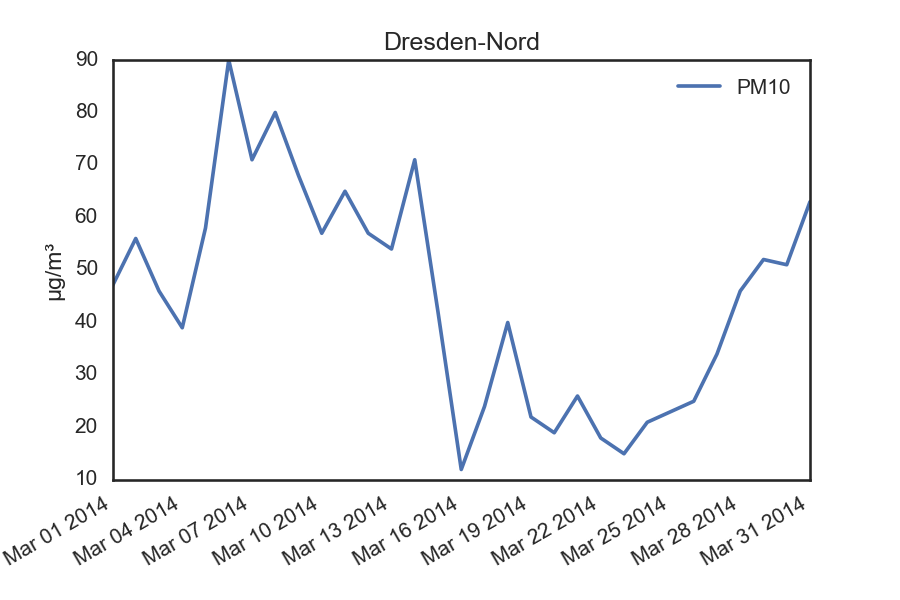 Dresden-Nord
90
80
70
60
50
40
30
20
10
µg/m³
PM10
Mar 01 2014
Mar 04 2014
Mar 07 2014
Mar 10 2014
Mar 13 2014
Mar 16 2014
Mar 19 2014
Mar 22 2014
Mar 25 2014
Mar 28 2014
Mar 31 2014